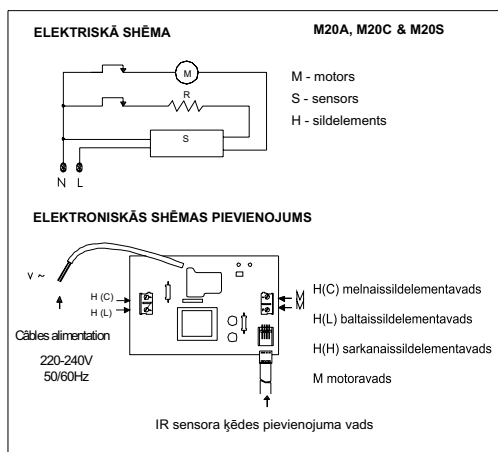 ELEKTRISKĀ SHĒMA
M20A, M20C & M20S
M
R
S
N L
M - motors
S - sensors
H - sildelements
ELEKTRONISKĀS SHĒMAS PIEVIENOJUMS
V ~
H (C)
H (L)
M
M
Câbles alimentation
220-240V
50/60Hz
H(C) melnaissildelementavads
H(L) baltaissildelementavads
H(H) sarkanaissildelementavads
M motoravads
IR sensora ķēdes pievienojuma vads